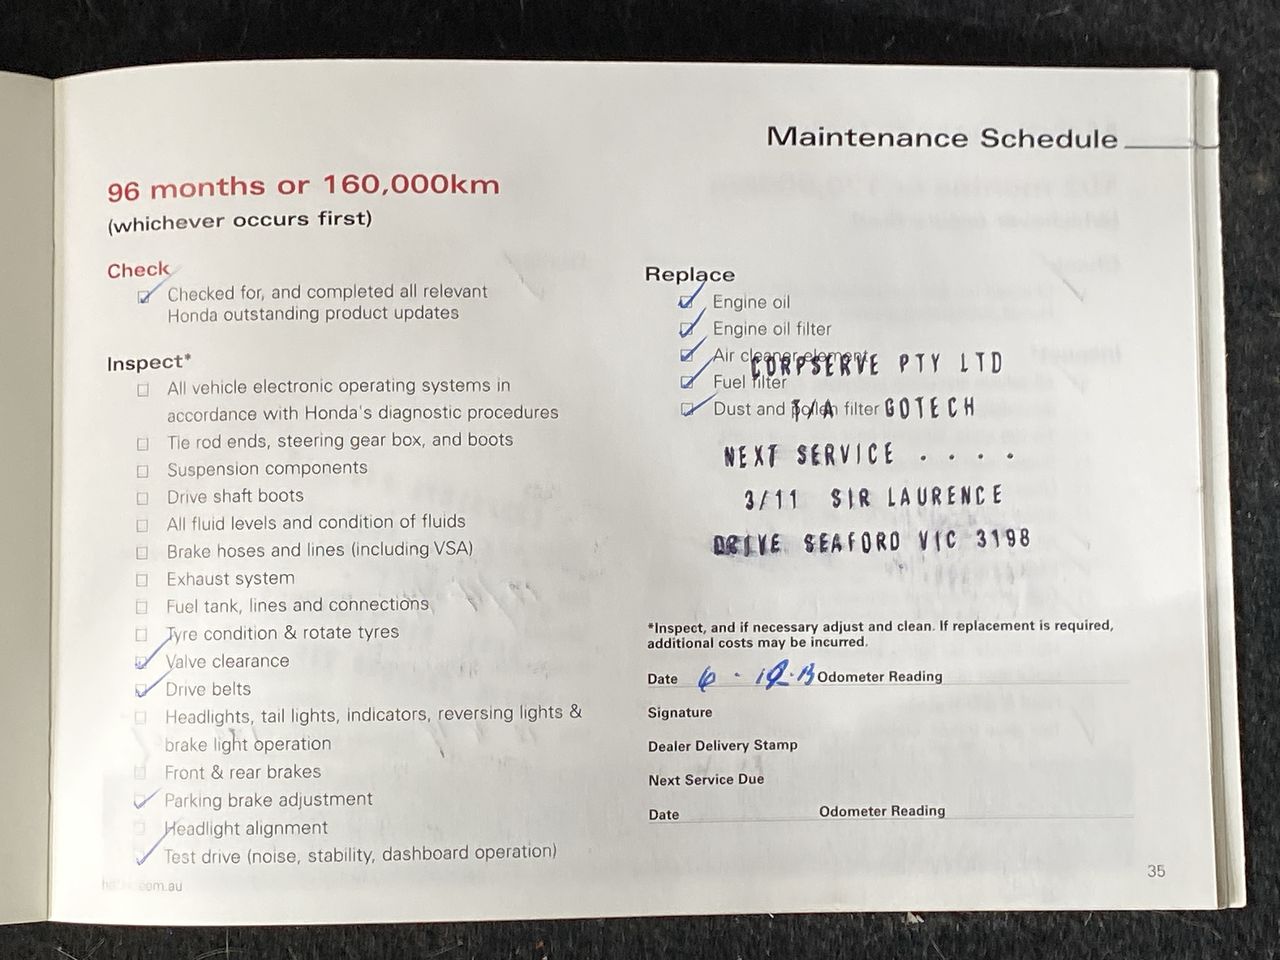 Maintenance Schedule
96 months or 160,000km
(whichever occurs first)
Check
Checked for, and completed all relevant
Honda outstanding product updates
Inspect*
All vehicle electronic operating systems in
accordance with Honda's diagnostic procedures
Tie rod ends, steering gear box, and boots
Suspension components
Drive shaft boots
All fluid levels and condition of fluids
Brake hoses and lines (including VSA)
Exhaust system
Fuel tank, lines and connections
Tyre condition & rotate tyres
Valve clearance
Drive belts
Headlights, tail lights, indicators, reversing lights &
brake light operation
Front & rear brakes
Parking brake adjustment
Headlight alignment
Test drive (noise, stability, dashboard operation)
Replace
Engine oil
Engine oil filter
Air cleaner element
Fuel filter
Dust and pollen filter
CORPSERVE PTY LTD
T/A GOTECH
NEXT SERVICE . . . .
3/11 SIR LAURENCE
DRIVE SEAFORD VIC 3198
*Inspect, and if necessary adjust and clean. If replacement is required,
additional costs may be incurred.
Date 6 - 12.13 Odometer Reading
Signature
Dealer Delivery Stamp
Next Service Due
Date Odometer Reading
35